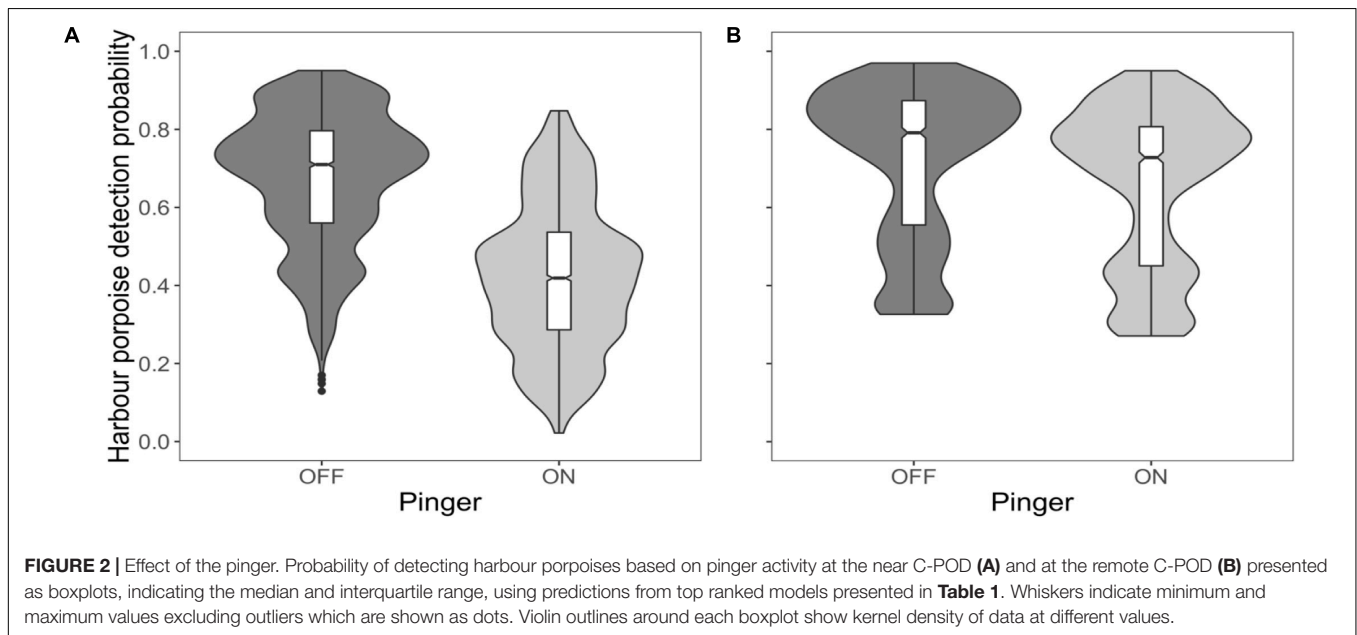 A
B
Harbour porpoise detection probability
1.0
0.8
0.6
0.4
0.2
0.0
OFF
ON
OFF
ON
Pinger
Pinger
FIGURE 2 | Effect of the pinger. Probability of detecting harbour porpoises based on pinger activity at the near C-POD (A) and at the remote C-POD (B) presented
as boxplots, indicating the median and interquartile range, using predictions from top ranked models presented in Table 1. Whiskers indicate minimum and
maximum values excluding outliers which are shown as dots. Violin outlines around each boxplot show kernel density of data at different values.